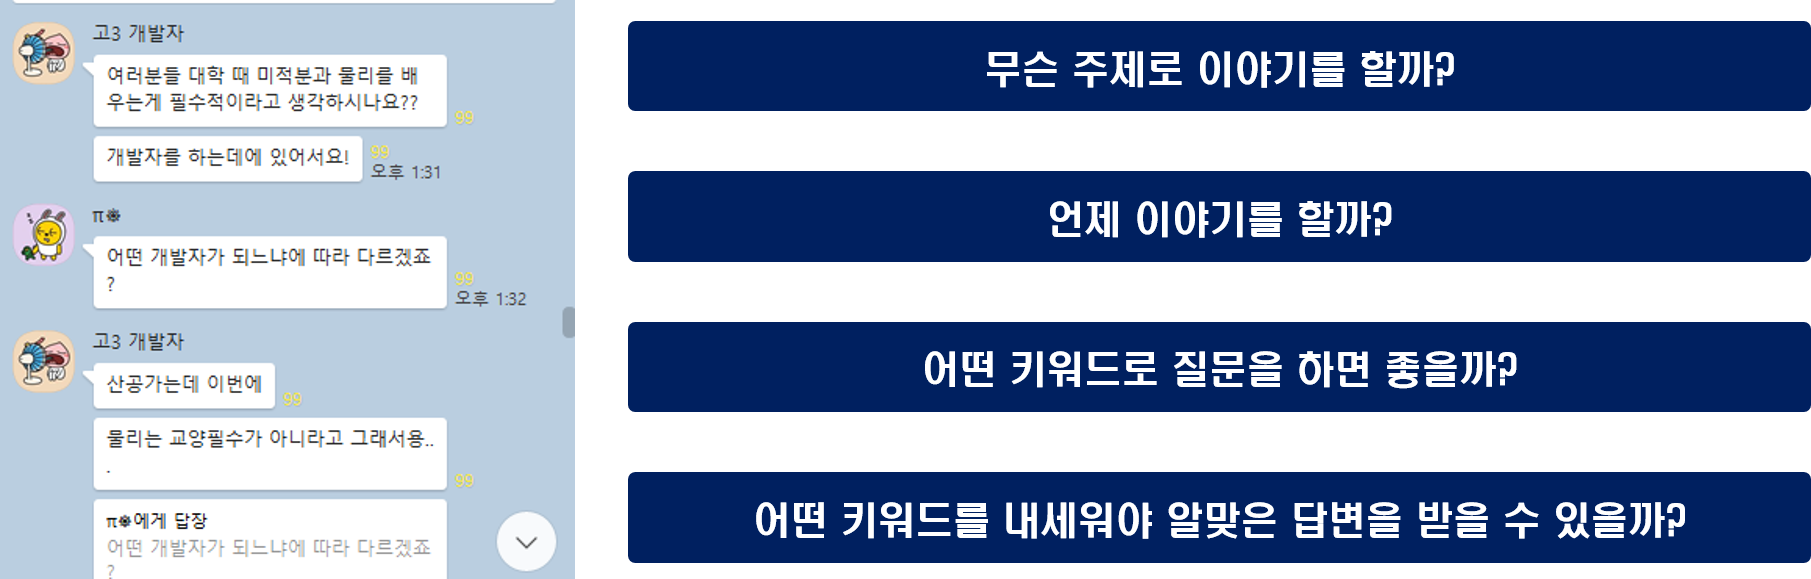 고3 개발자
여러분들 대학 때 미적분과 물리를 배
우는게 필수적이라고 생각하시나요??
99
개발자를 하는데에 있어서요!
99
오후 1:31
π⎈
어떤 개발자가 되느냐에 따라 다르겠죠
?
99
오후 1:32
고3 개발자
산공가는데 이번에
99
물리는 교양필수가 아니라고 그래서용..
.
99
π⎈에게 답장
어떤 개발자가 되느냐에 따라 다르겠죠
?
무슨 주제로 이야기를 할까?
언제 이야기를 할까?
어떤 키워드로 질문을 하면 좋을까?
어떤 키워드를 내세워야 알맞은 답변을 받을 수 있을까?